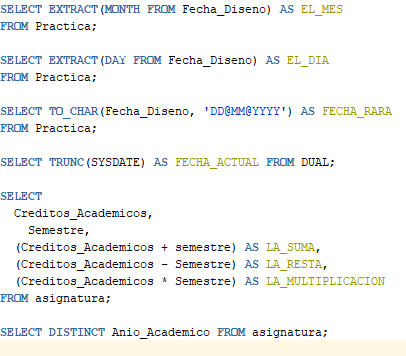 SELECT EXTRACT(MONTH FROM Fecha_Diseno) AS EL_MES
FROM Practica;
SELECT EXTRACT(DAY FROM Fecha_Diseno) AS EL_DIA
FROM Practica;
SELECT TO_CHAR(Fecha_Diseno, 'DD@MM@YYYY') AS FECHA_RARA
FROM Practica;
SELECT TRUNC(SYSDATE) AS FECHA_ACTUAL FROM DUAL;
SELECT
Creditos_Academicos,
Semestre,
(Creditos_Academicos + semestre) AS LA_SUMA,
(Creditos_Academicos - Semestre) AS LA_RESTA,
(Creditos_Academicos * Semestre) AS LA_MULTIPLICACION
FROM asignatura;
SELECT DISTINCT Anio_Academico FROM asignatura;